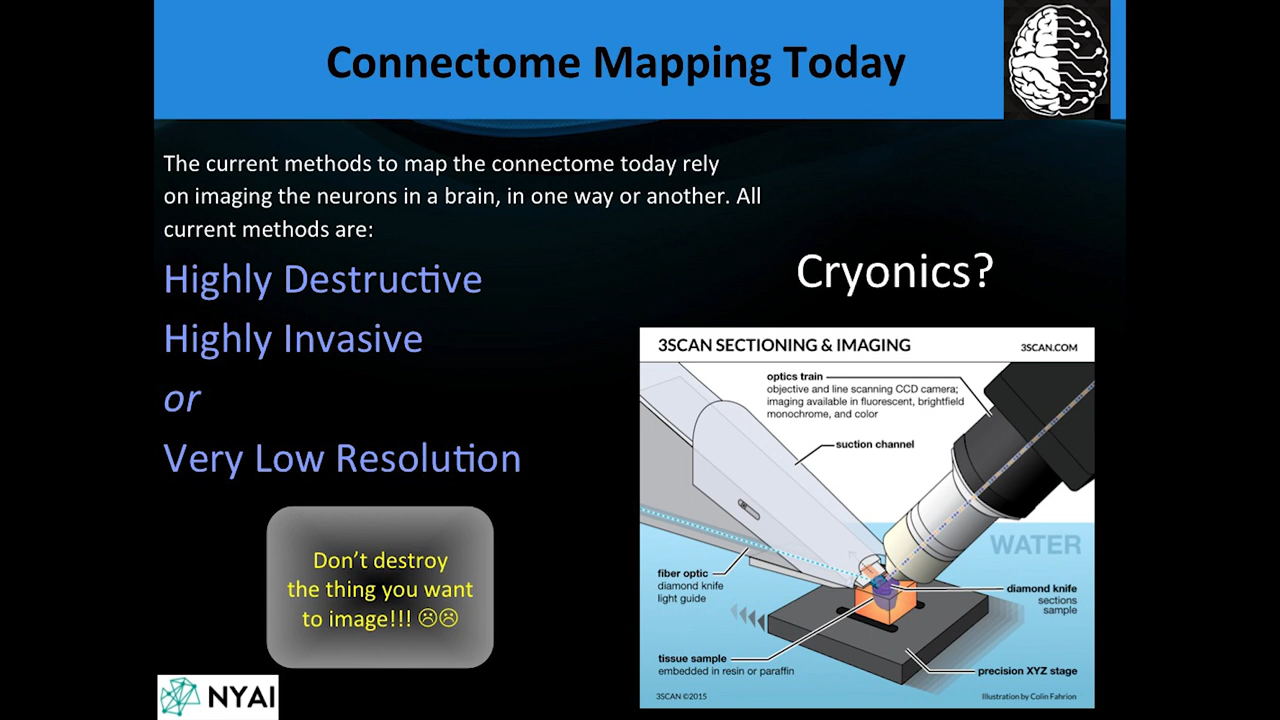 Connectome Mapping Today
The current methods to map the connectome today rely
on imaging the neurons in a brain, in one way or another. All
current methods are:
Highly Destructive
Highly Invasive
or
Very Low Resolution
Don’t destroy
the thing you want
to image!!! ☹☹
NYAI
Cryonics?
3SCAN SECTIONING & IMAGING
3SCAN.COM
optics train
objective and line scanning CCD camera;
imaging available in fluorescent, brightfield
monochrome, and color
suction channel
WATER
fiber optic
diamond knife
light guide
diamond knife
sections
sample
tissue sample
embedded in resin or paraffin
precision XYZ stage
3SCAN ©2015
Illustration by Colin Fahrion